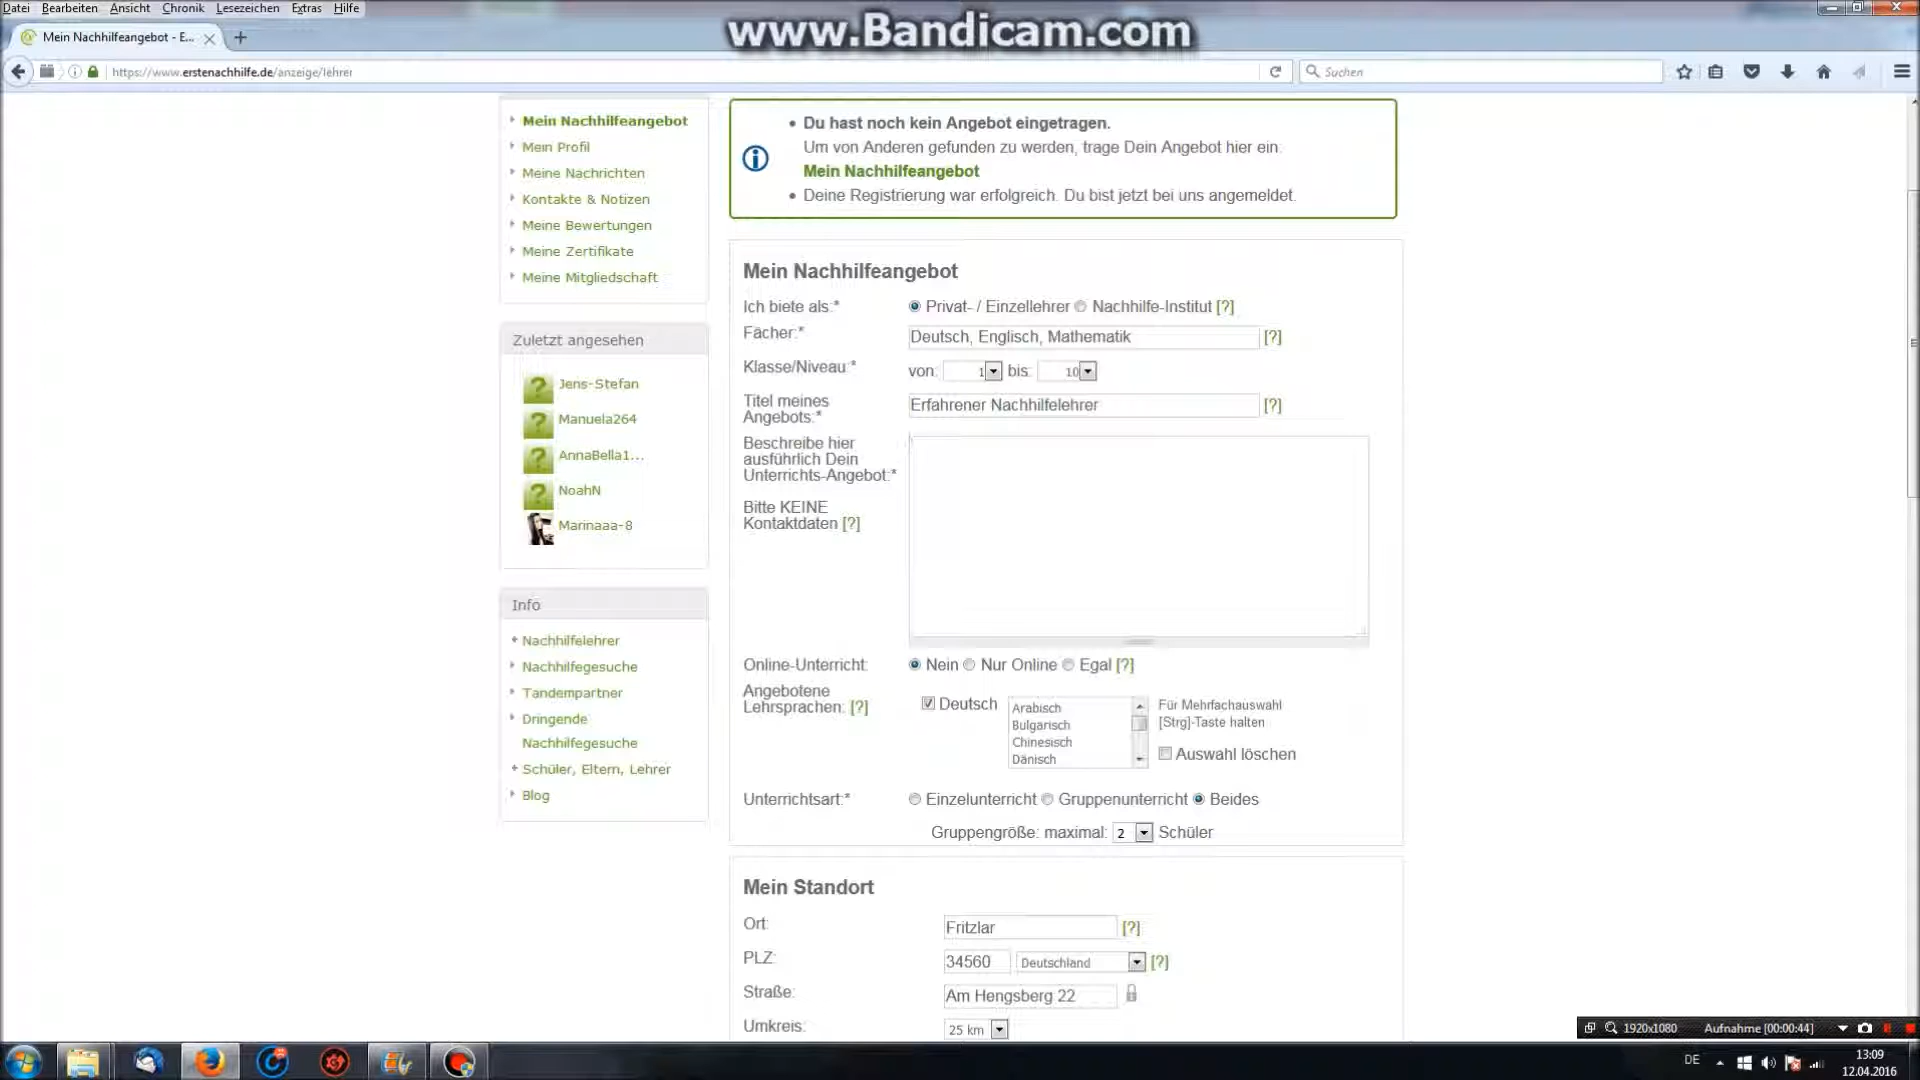 Datei Bearbeiten Ansicht Chronik Lesezeichen Extras Hilfe
www.Bandicam.com
Mein Nachhilfeangebot - E...
https://www.erstenachhilfe.de/anzeige/lehrer
Suchen
Mein Nachhilfeangebot
Mein Profil
Meine Nachrichten
Kontakte & Notizen
Meine Bewertungen
Meine Zertifikate
Meine Mitgliedschaft
Zuletzt angesehen
Jens-Stefan
Manuela264
AnnaBella1...
NoahN
Marinaaa-8
Info
Nachhilfelehrer
Nachhilfegesuche
Tandempartner
Dringende
Nachhilfegesuche
Schüler, Eltern, Lehrer
Blog
Du hast noch kein Angebot eingetragen.
Um von Anderen gefunden zu werden, trage Dein Angebot hier ein:
Mein Nachhilfeangebot
Deine Registrierung war erfolgreich. Du bist jetzt bei uns angemeldet.
Mein Nachhilfeangebot
Ich biete als:* Privat- / Einzellehrer Nachhilfe-Institut [?]
Fächer:* Deutsch, Englisch, Mathematik [?]
Klasse/Niveau:* von: 1 bis: 10
Titel meines
Angebots:* Erfahrener Nachhilfelehrer [?]
Beschreibe hier
ausführlich Dein
Unterrichts-Angebot:*
Bitte KEINE
Kontaktdaten [?]
Online-Unterricht: Nein Nur Online Egal [?]
Angebotene
Lehrsprachen: [?] Deutsch
Arabisch
Bulgarisch
Chinesisch
Dänisch
Für Mehrfachauswahl
[Strg]-Taste halten
Auswahl löschen
Unterrichtsart:* Einzelunterricht Gruppenunterricht Beides
Gruppengröße: maximal: 2 Schüler
Mein Standort
Ort: Fritzlar [?]
PLZ: 34560 Deutschland [?]
Straße: Am Hengsberg 22
Umkreis: 25 km
1920x1080 Aufnahme [00:00:44]
DE
13:09
12.04.2016